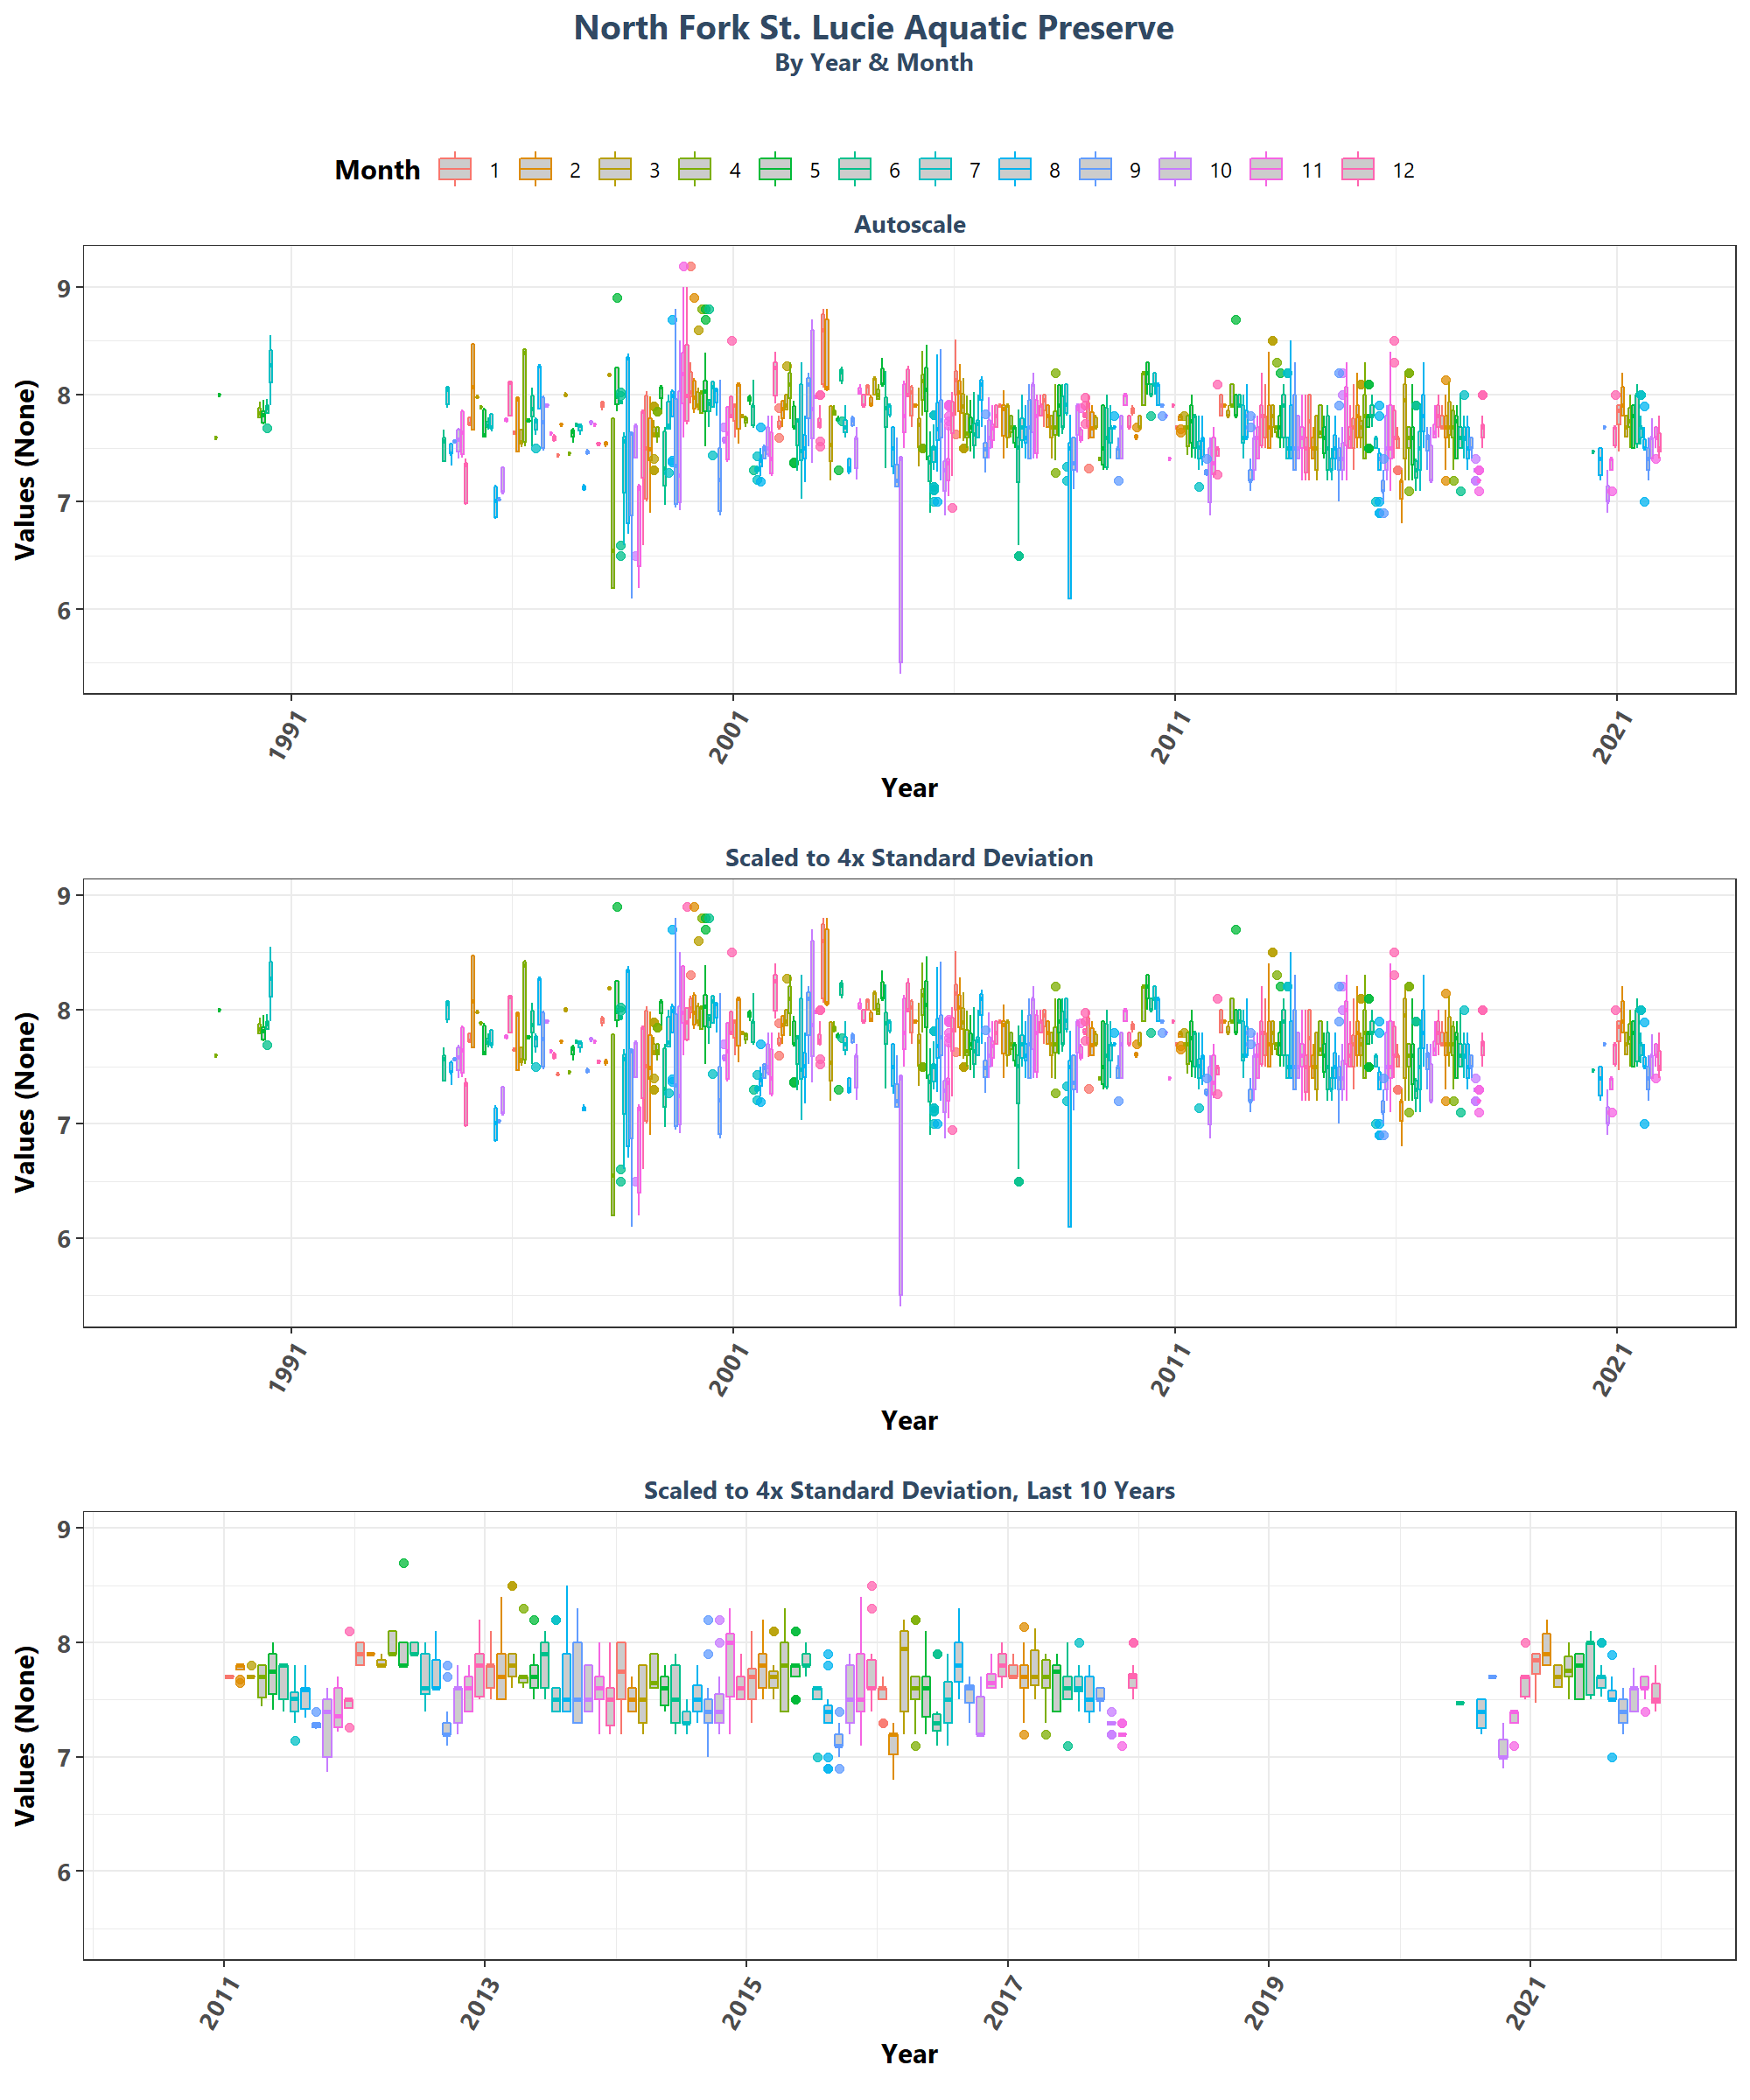 North Fork St. Lucie Aquatic Preserve
By Year & Month
Month 1 2 3 4 5 6 7 8 9 10 11 12
Autoscale
Values (None)
9
8
7
6
1991 2001 2011 2021
Year
Scaled to 4x Standard Deviation
Values (None)
9
8
7
6
1991 2001 2011 2021
Year
Scaled to 4x Standard Deviation, Last 10 Years
Values (None)
9
8
7
6
2011 2013 2015 2017 2019 2021
Year